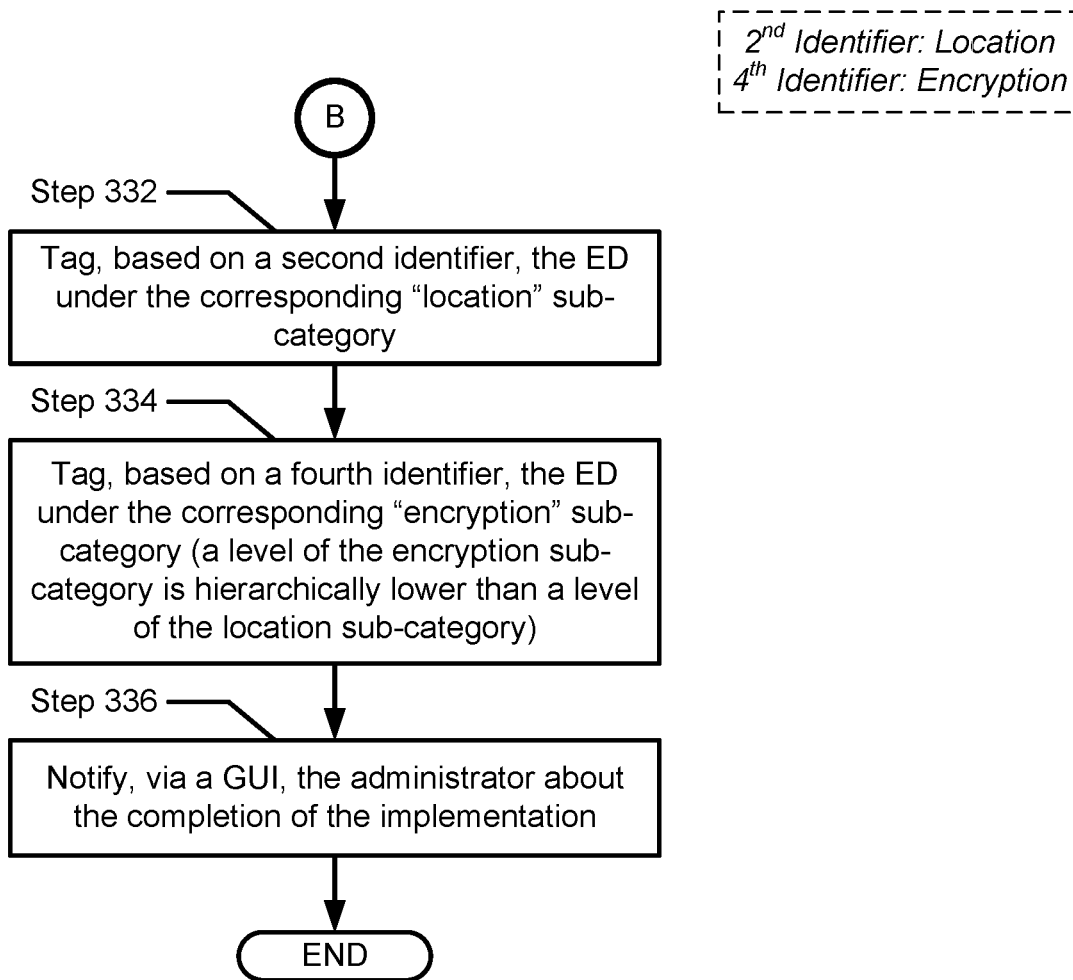 2nd Identifier: Location
4th Identifier: Encryption
B
Step 332
Tag, based on a second identifier, the ED
under the corresponding “location” sub-
category
Step 334
Tag, based on a fourth identifier, the ED
under the corresponding “encryption” sub-
category (a level of the encryption sub-
category is hierarchically lower than a level
of the location sub-category)
Step 336
Notify, via a GUI, the administrator about
the completion of the implementation
END